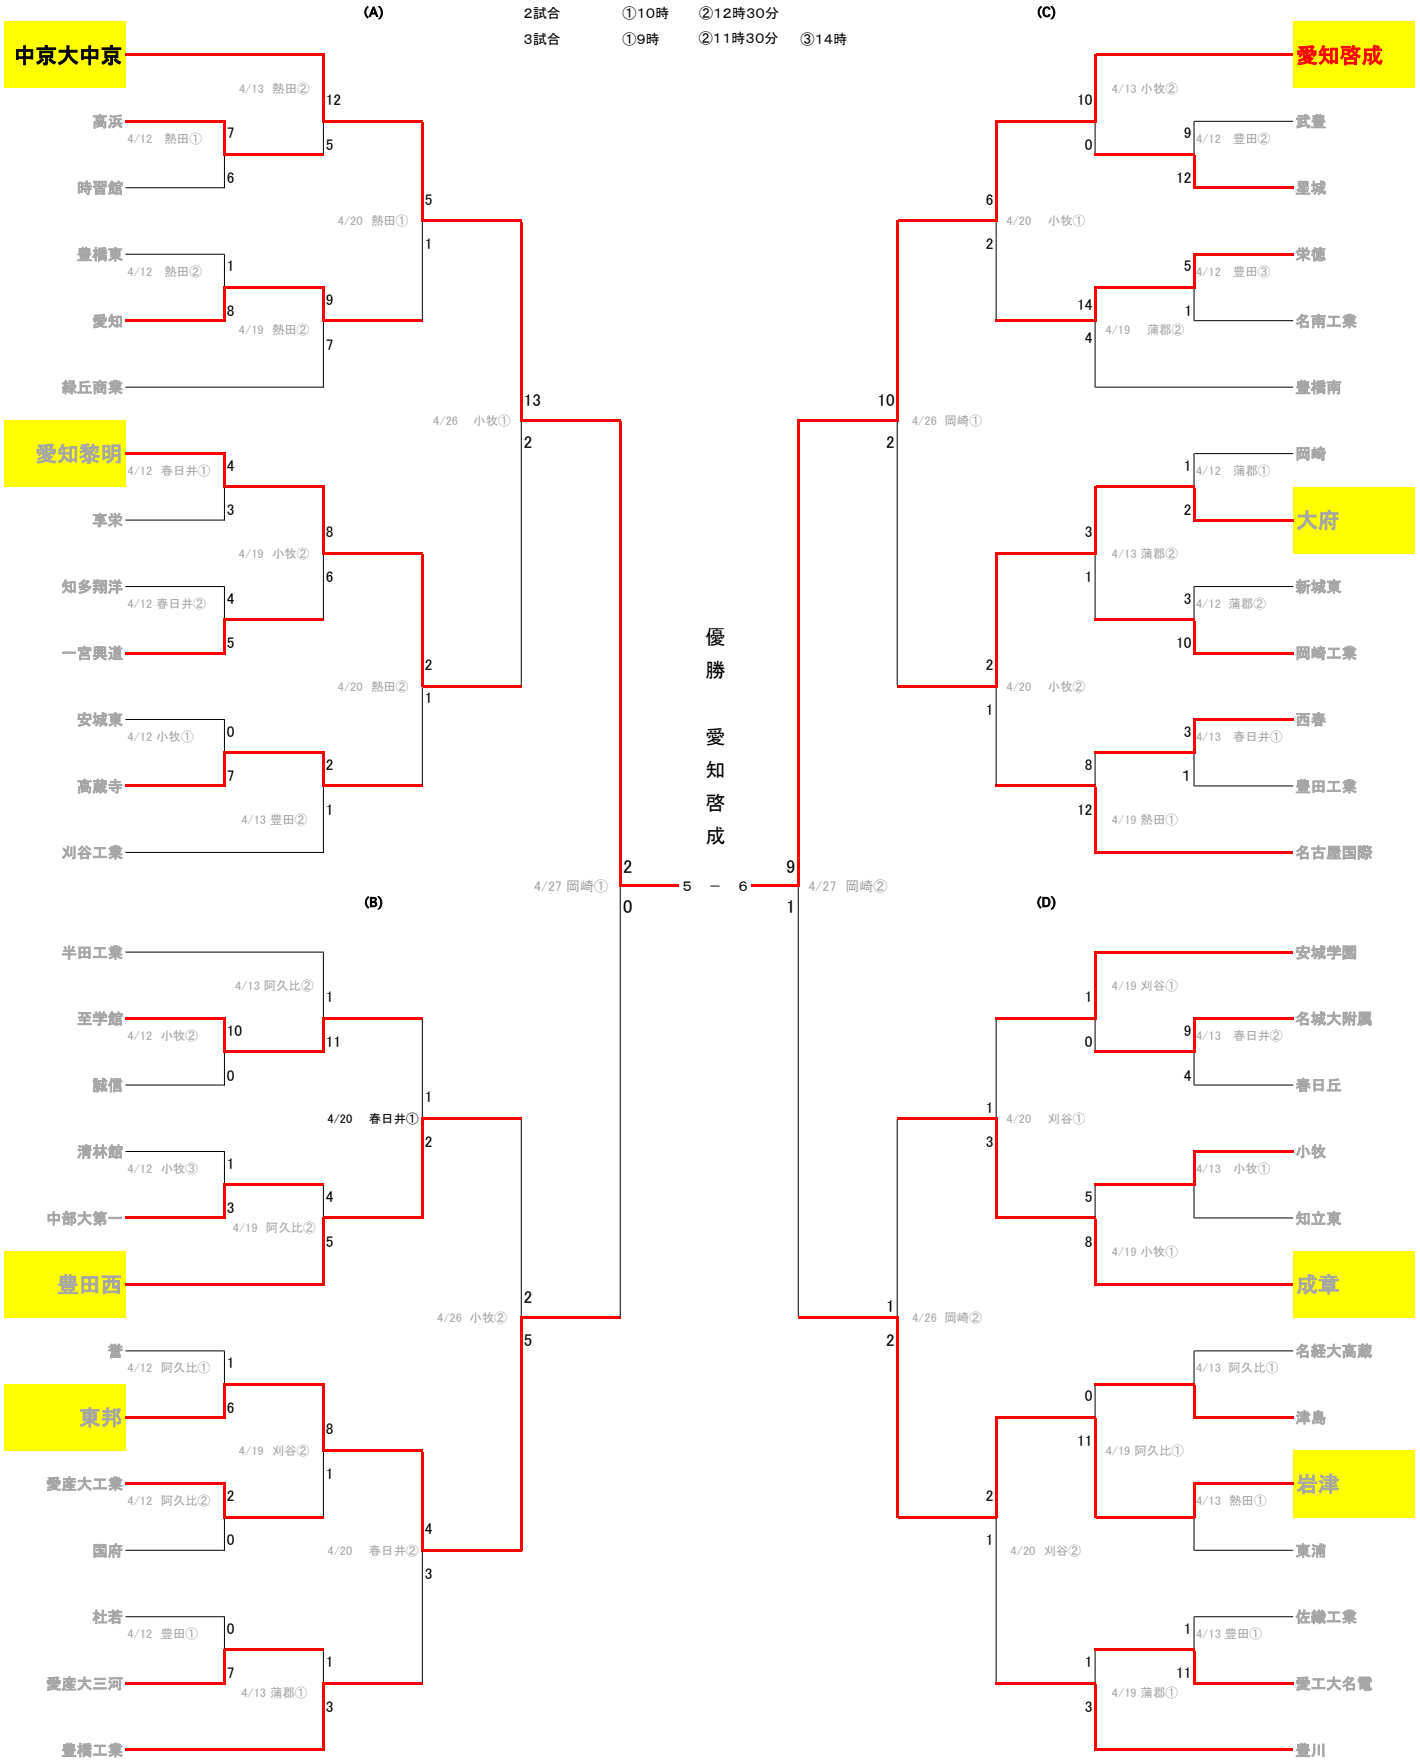 (A) 2試合 ①10時 ②12時30分 (C)
3試合 ①9時 ②11時30分 ③14時
中京大中京 愛知啓成
4/13 熱田② 12 10 4/13 小牧②
高浜 7 9 武豊
4/12 熱田① 5 0 4/12 豊田②
時習館 6 12 星城
5 6
4/20 熱田① 4/20 小牧①
1 2
豊橋東 1 5 栄徳
4/12 熱田② 4/12 豊田③
愛知 8 9 14 1 名南工業
4/19 熱田② 7 4 4/19 蒲郡②
緑丘商業 豊橋南
13 10
4/26 小牧① 4/26 岡崎①
2 2
愛知黎明 4 1 岡崎
4/12 春日井① 4/12 蒲郡①
享栄 3 2 大府
8 3
4/19 小牧② 4/13 蒲郡②
6 1
知多翔洋 4 3 新城東
4/12 春日井② 4/12 蒲郡②
一宮興道 5 10 岡崎工業
2 2
4/20 熱田② 4/20 小牧②
1 1
安城東 0 3 西春
4/12 小牧① 4/13 春日井①
高蔵寺 7 2 8 1 豊田工業
4/13 豊田② 1 12 4/19 熱田①
刈谷工業 名古屋国際
優勝 愛知啓成
2 9
4/27 岡崎① 5 － 6 4/27 岡崎②
0 1
(B) (D)
半田工業 安城学園
4/13 阿久比② 1 1 4/19 刈谷①
至学館 10 9 名城大附属
4/12 小牧② 11 0 4/13 春日井②
誠信 0 4 春日丘
1 1
4/20 春日井① 4/20 刈谷①
2 3
清林館 1 小牧
4/12 小牧③ 4/13 小牧①
中部大第一 3 4 5 知立東
4/19 阿久比② 5 8 4/19 小牧①
豊田西 成章
2 1
4/26 小牧② 4/26 岡崎②
5 2
誉 1 名経大高蔵
4/12 阿久比① 4/13 阿久比①
東邦 6 0 津島
8 11
4/19 刈谷② 4/19 阿久比①
1
愛産大工業 2 岩津
4/12 阿久比② 4/13 熱田①
国府 0 東浦
4 2
4/20 春日井② 4/20 刈谷②
3 1
杜若 0 1 佐織工業
4/12 豊田① 4/13 豊田①
愛産大三河 7 1 1 11 愛工大名電
4/13 蒲郡① 3 3 4/19 蒲郡①
豊橋工業 豊川